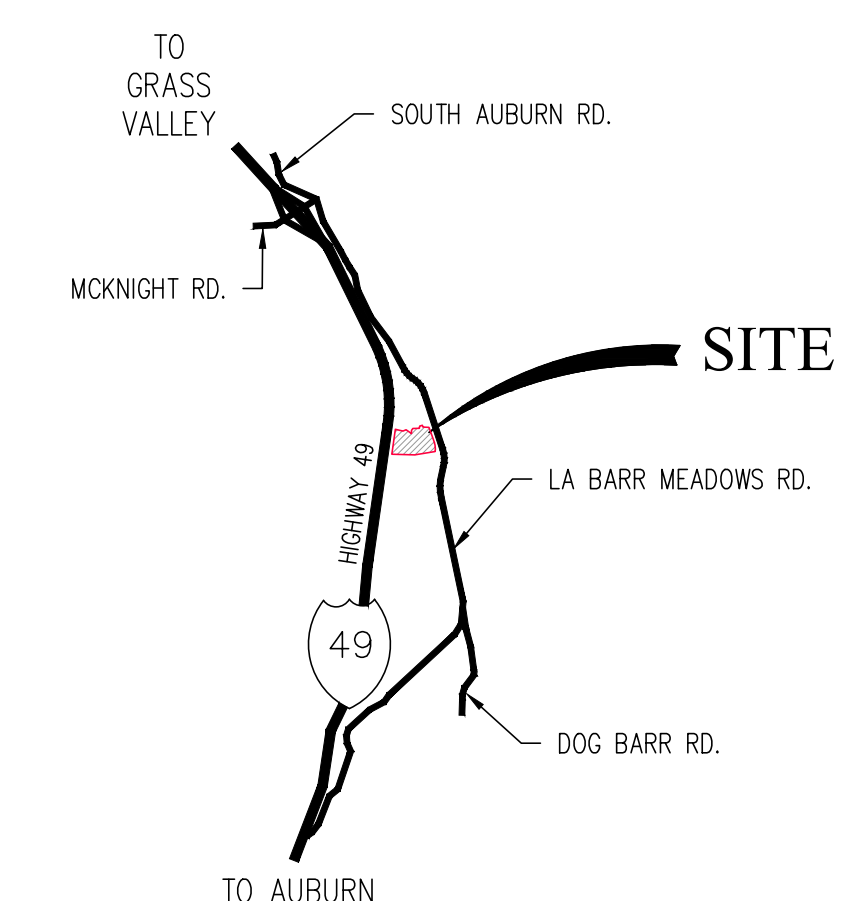 TO
GRASS
VALLEY
SOUTH AUBURN RD.
MCKNIGHT RD.
SITE
HIGHWAY 49
LA BARR MEADOWS RD.
49
DOG BARR RD.
TO AUBURN